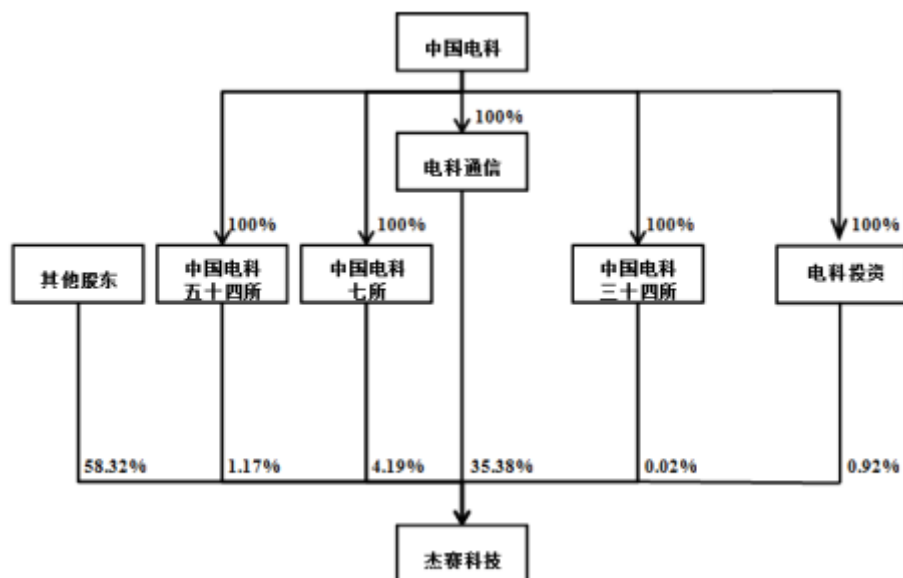 中国电科
100%
电科通信
100%
100%
100%
100%
其他股东
中国电科
五十四所
中国电科
七所
中国电科
三十四所
电科投资
58.32%
1.17%
4.19%
35.38%
0.02%
0.92%
杰赛科技